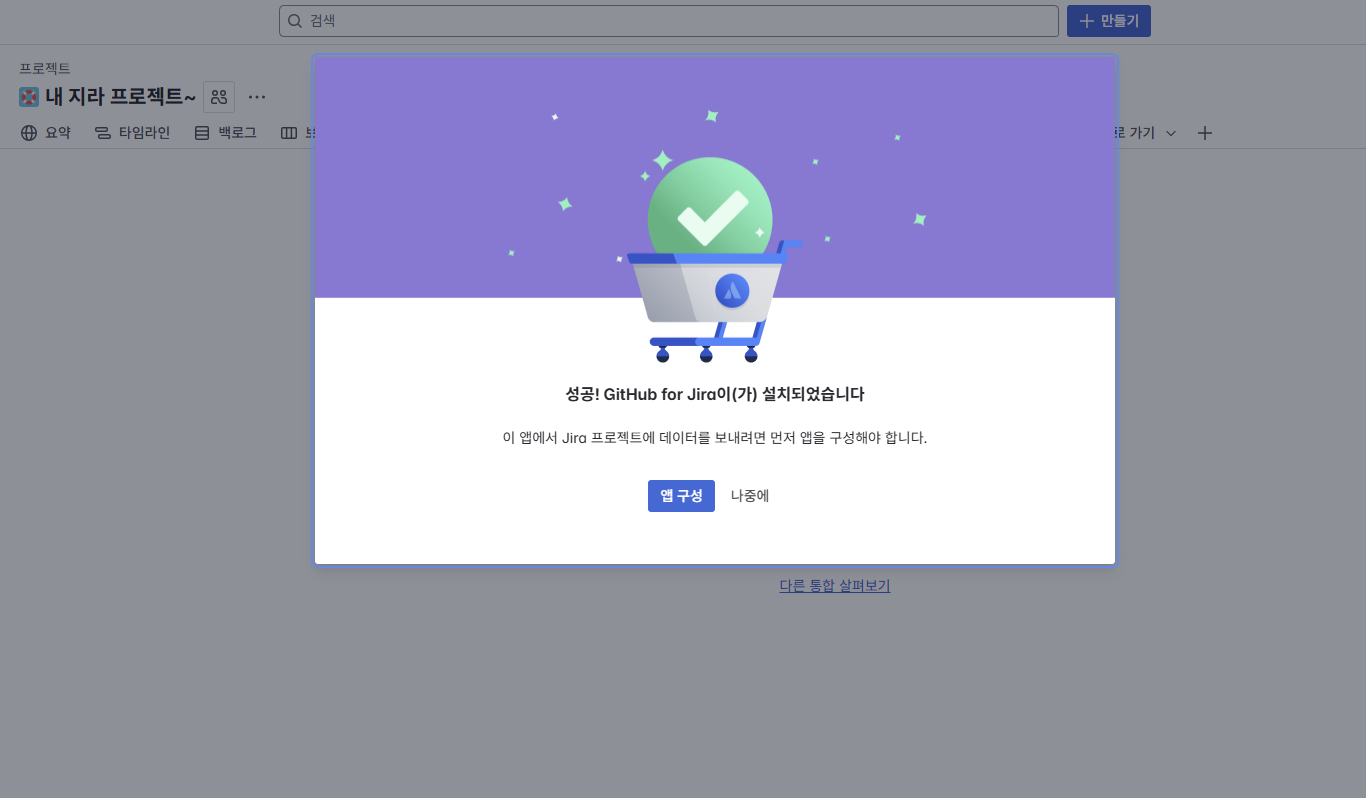 검색
만들기
프로젝트
내 지라 프로젝트~
요약
타임라인
백로그
가기
성공! GitHub for Jira이(가) 설치되었습니다
이 앱에서 Jira 프로젝트에 데이터를 보내려면 먼저 앱을 구성해야 합니다.
앱 구성
나중에
다른 통합 살펴보기